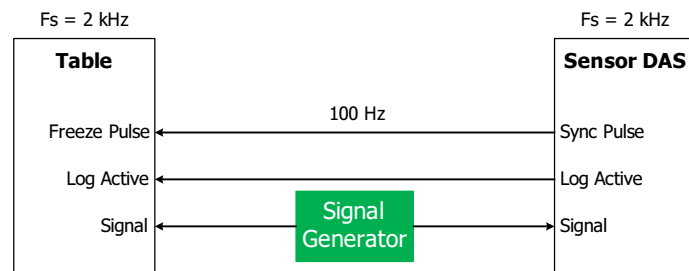 Fs = 2 kHz
Fs = 2 kHz
Table
Sensor DAS
100 Hz
Freeze Pulse
Sync Pulse
Log Active
Log Active
Signal
Signal
Generator
Signal